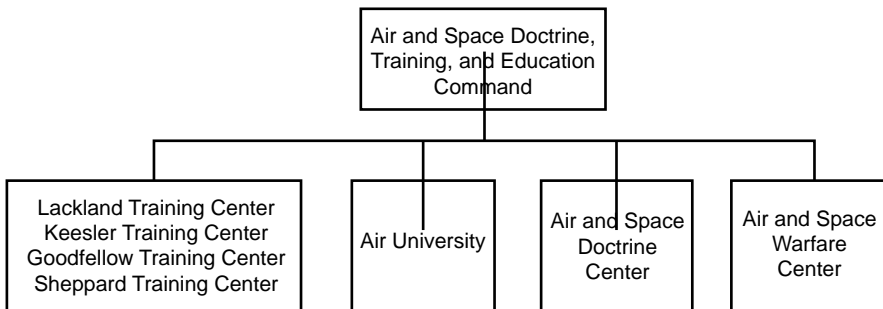 Air and Space Doctrine,
Training, and Education
Command
Lackland Training Center
Keesler Training Center
Goodfellow Training Center
Sheppard Training Center
Air University
Air and Space
Doctrine
Center
Air and Space
Warfare
Center